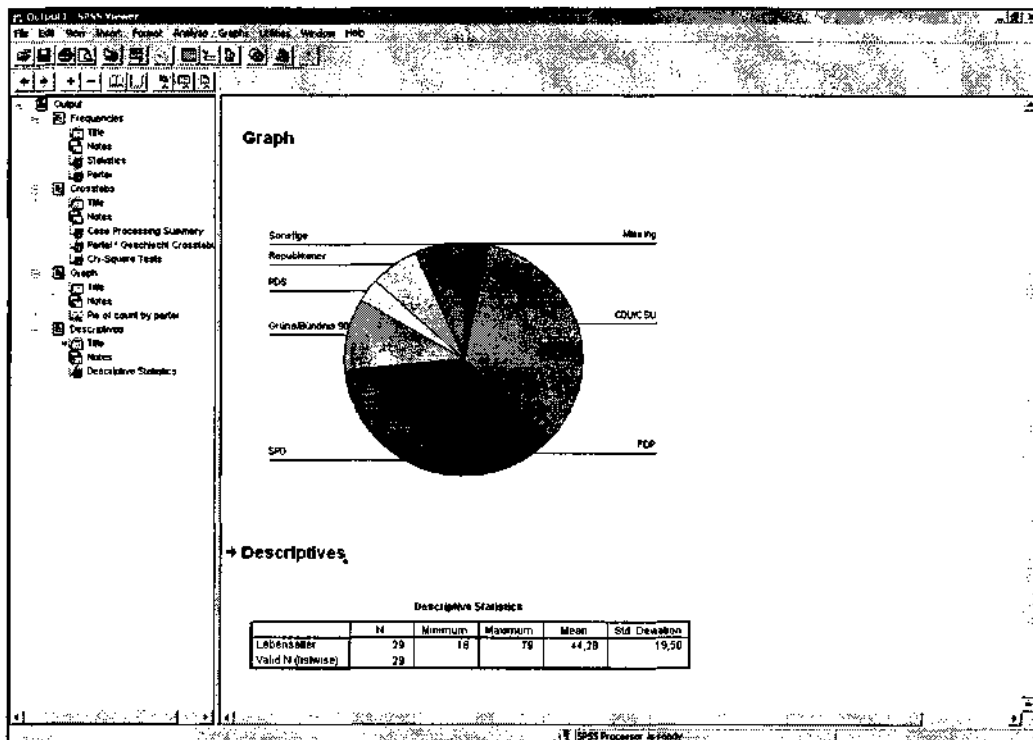 Output1 - SPSS Viewer
File Edit View Insert Format Analyse Graphs Utilities Window Help
Output
Frequencies
Title
Notes
Statistics
Partei
Crosstabs
Title
Notes
Case Processing Summary
Partei * Geschlecht Crosstabu
Chi-Square Tests
Graph
Title
Notes
Pie of count by partei
Descriptives
Title
Notes
Descriptive Statistics
Graph
Sonstige
Missing
Republikaner
PDS
CDU/CSU
Grüne/Bündnis 90
SPD
FDP
Descriptives
Descriptive Statistics
N Minimum Maximum Mean Std. Deviation
Lebensalter 29 18 79 44,28 19,50
Valid N (listwise) 29
SPSS Processor is ready